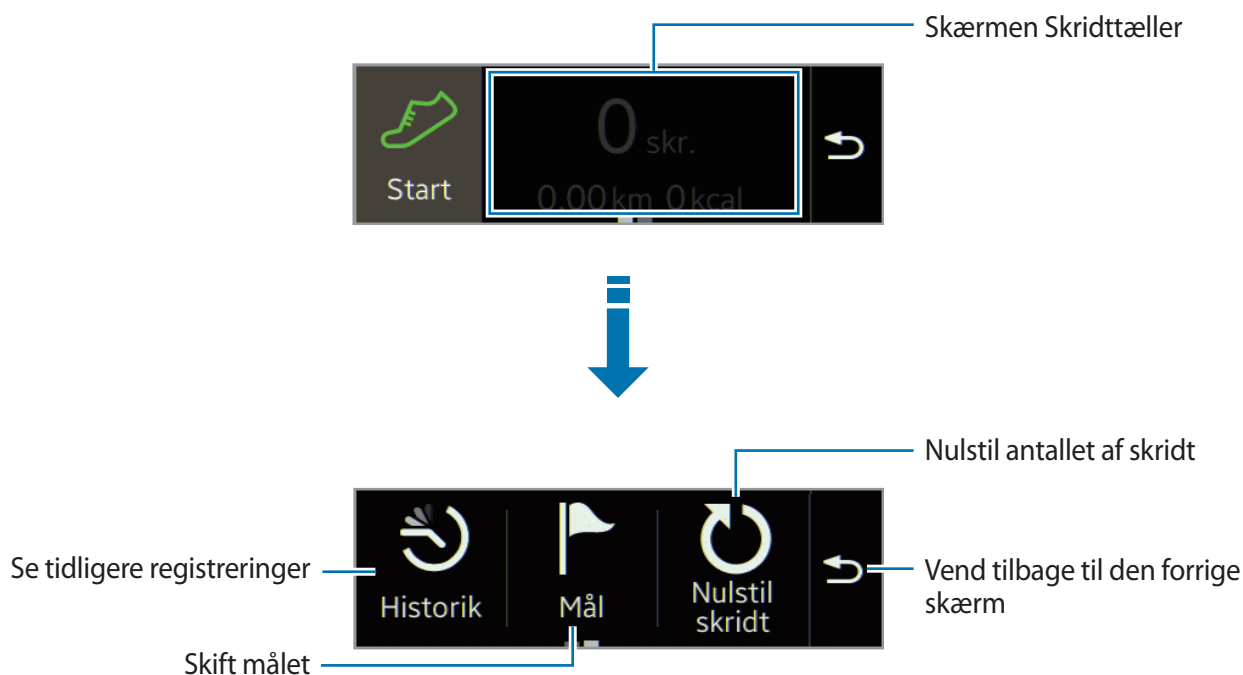 Skærmen Skridttæller
0 skr.
Start
0.00 km 0 kcal
Nulstil antallet af skridt
Se tidligere registreringer
Historik
Mål
Nulstil
skridt
Vend tilbage til den forrige
skærm
Skift målet